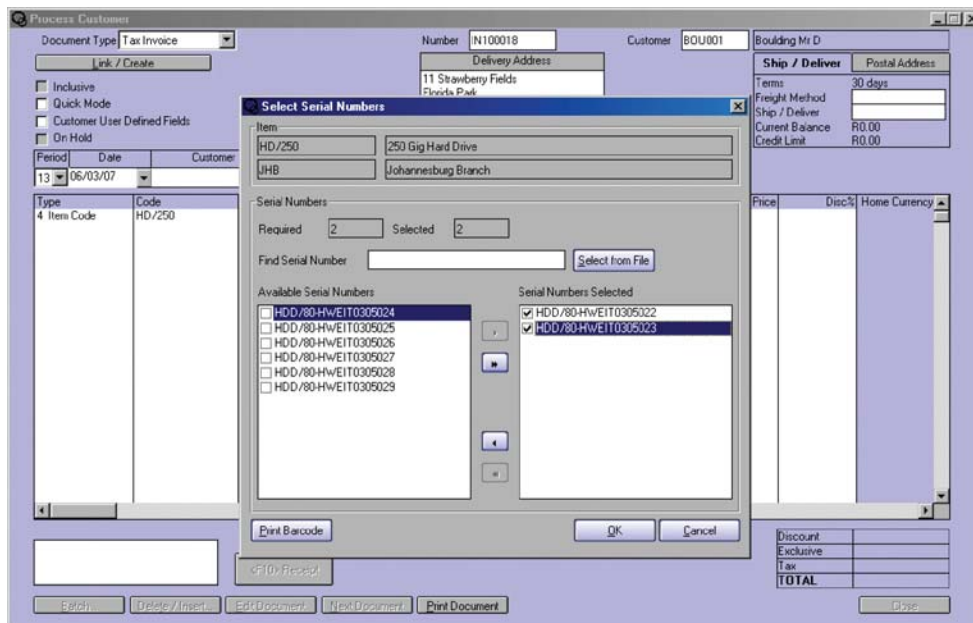 Process Customer
Document Type Tax Invoice Number IN100018 Customer BOU001 Boulding Mr D
Link / Create
Delivery Address
Ship / Deliver Postal Address
11 Strawberry Fields
Florida Park
Inclusive
Quick Mode
Customer User Defined Fields
On Hold
Terms 30 days
Freight Method
Ship / Deliver
Current Balance R0.00
Credit Limit R0.00
Period Date Customer
13 06/03/07
Type Code Price Disc% Home Currency
4 Item Code HD/250
Select Serial Numbers
Item
HD/250 250 Gig Hard Drive
JHB Johannesburg Branch
Serial Numbers
Required 2 Selected 2
Find Serial Number Select from File
Available Serial Numbers Serial Numbers Selected
HDD/80-HWEIT0305024 HDD/80-HWEIT0305022
HDD/80-HWEIT0305025 HDD/80-HWEIT0305023
HDD/80-HWEIT0305026
HDD/80-HWEIT0305027
HDD/80-HWEIT0305028
HDD/80-HWEIT0305029
Print Barcode OK Cancel
Discount
Exclusive
Tax
TOTAL
<F10> Receipt
Batch Delete / Insert... Edit Document Next Document Print Document Close